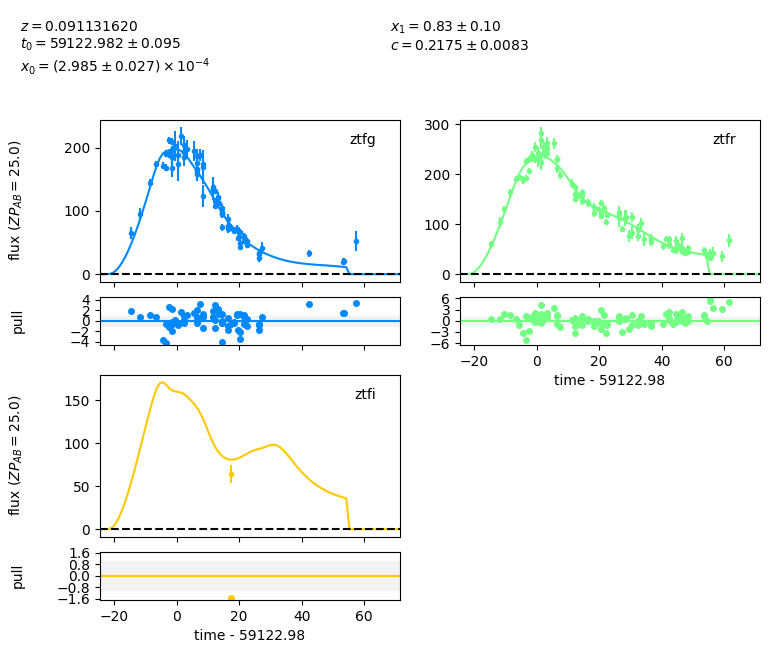 z = 0.091131620
t₀ = 59122.982 ± 0.095
x₀ = (2.985 ± 0.027) × 10⁻⁴
x₁ = 0.83 ± 0.10
c = 0.2175 ± 0.0083
flux (ZP_AB = 25.0)
200
100
0
ztfg
300
200
100
0
ztfr
pull
4
2
0
−2
−4
6
3
0
−3
−6
−20
0
20
40
60
time - 59122.98
flux (ZP_AB = 25.0)
150
100
50
0
ztfi
pull
1.6
0.8
0.0
−0.8
−1.6
−20
0
20
40
60
time - 59122.98